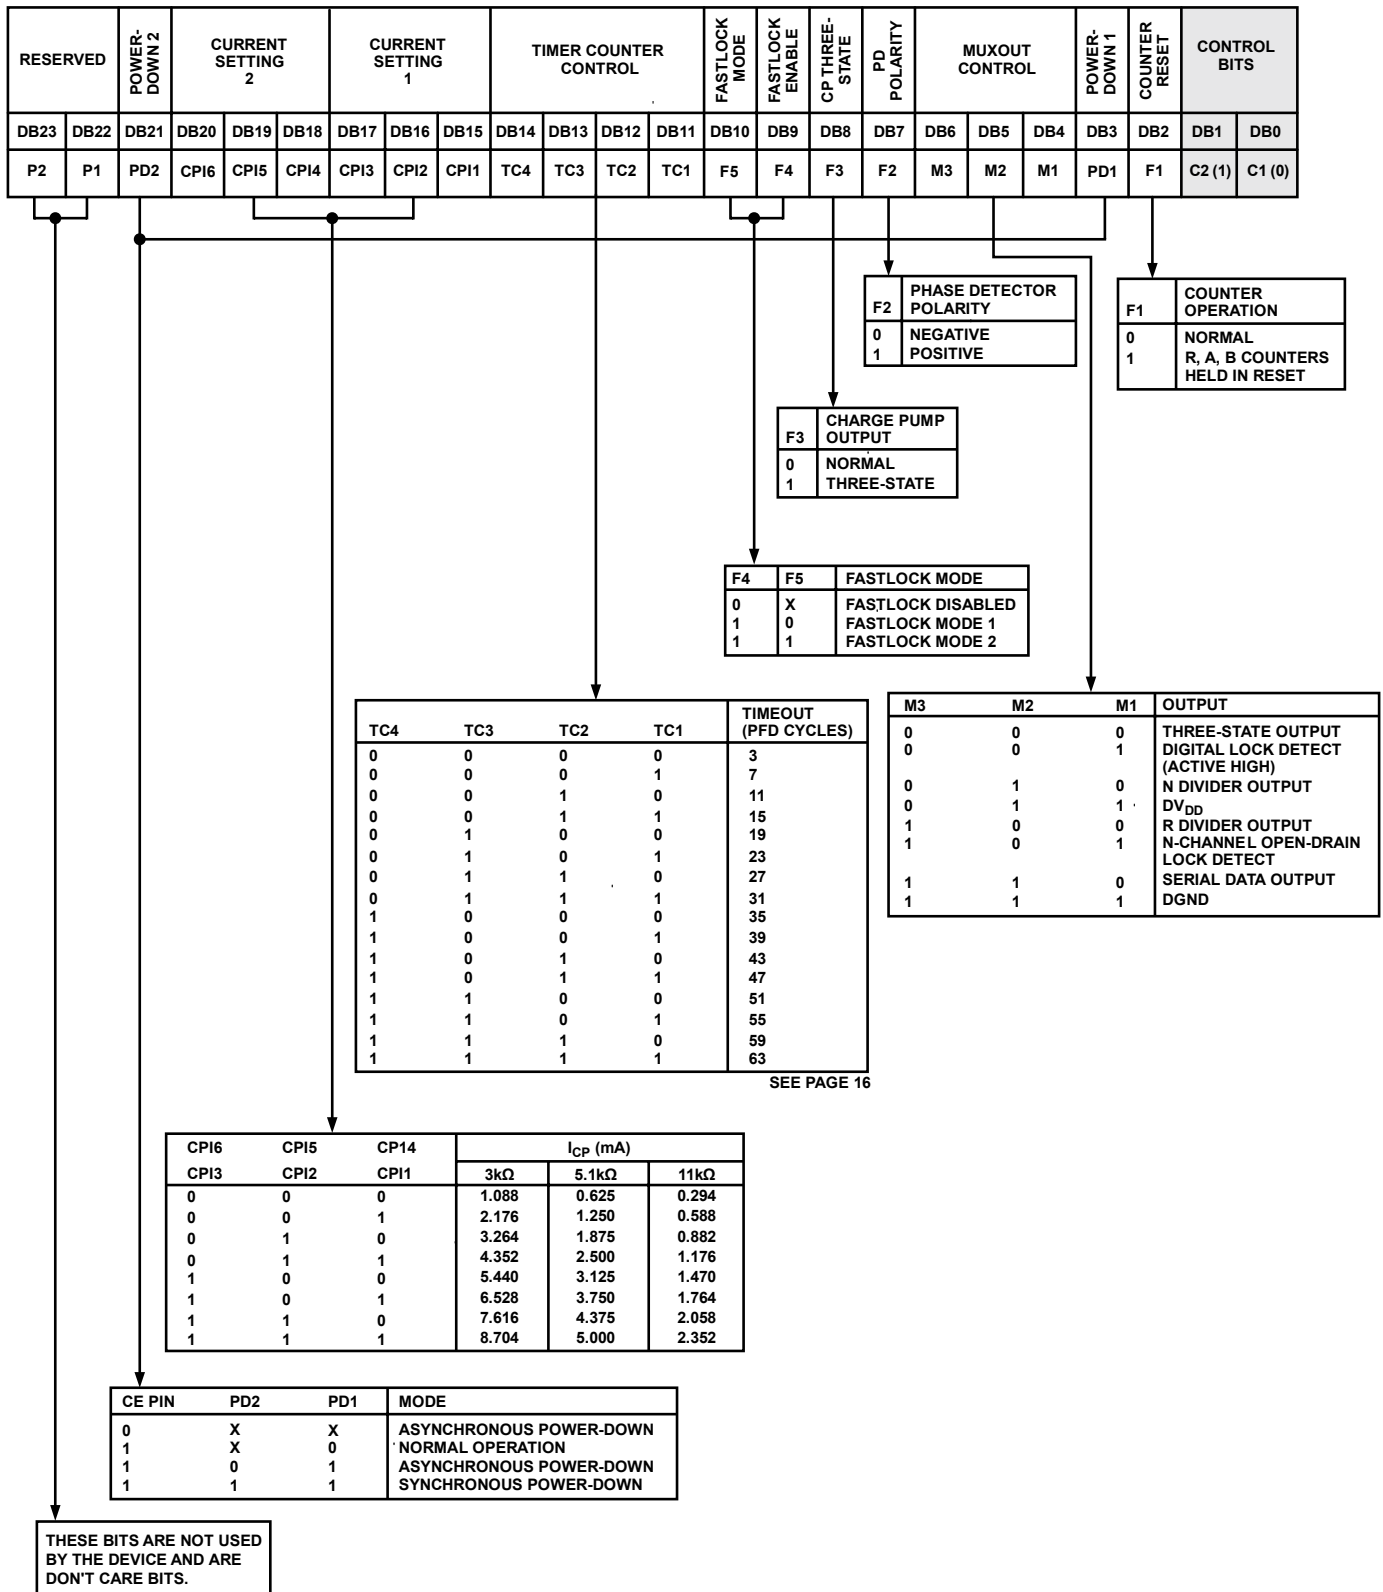 RESERVED
POWER-
DOWN 2
CURRENT
SETTING
2
CURRENT
SETTING
1
TIMER COUNTER
CONTROL
FASTLOCK
MODE
FASTLOCK
ENABLE
CP THREE-
STATE
PD
POLARITY
MUXOUT
CONTROL
POWER-
DOWN 1
COUNTER
RESET
CONTROL
BITS
DB23 DB22 DB21 DB20 DB19 DB18 DB17 DB16 DB15 DB14 DB13 DB12 DB11 DB10 DB9 DB8 DB7 DB6 DB5 DB4 DB3 DB2 DB1 DB0
P2 P1 PD2 CPI6 CPI5 CPI4 CPI3 CPI2 CPI1 TC4 TC3 TC2 TC1 F5 F4 F3 F2 M3 M2 M1 PD1 F1 C2 (1) C1 (0)
F2 PHASE DETECTOR
POLARITY
0 NEGATIVE
1 POSITIVE
F1 COUNTER
OPERATION
0 NORMAL
1 R, A, B COUNTERS
HELD IN RESET
F3 CHARGE PUMP
OUTPUT
0 NORMAL
1 THREE-STATE
F4 F5 FASTLOCK MODE
0 X FASTLOCK DISABLED
1 0 FASTLOCK MODE 1
1 1 FASTLOCK MODE 2
TC4 TC3 TC2 TC1 TIMEOUT
(PFD CYCLES)
0 0 0 0 3
0 0 0 1 7
0 0 1 0 11
0 0 1 1 15
0 1 0 0 19
0 1 0 1 23
0 1 1 0 27
0 1 1 1 31
1 0 0 0 35
1 0 0 1 39
1 0 1 0 43
1 0 1 1 47
1 1 0 0 51
1 1 0 1 55
1 1 1 0 59
1 1 1 1 63
SEE PAGE 16
M3 M2 M1 OUTPUT
0 0 0 THREE-STATE OUTPUT
0 0 1 DIGITAL LOCK DETECT
(ACTIVE HIGH)
0 1 0 N DIVIDER OUTPUT
0 1 1 DVDD
1 0 0 R DIVIDER OUTPUT
1 0 1 N-CHANNEL OPEN-DRAIN
LOCK DETECT
1 1 0 SERIAL DATA OUTPUT
1 1 1 DGND
CPI6 CPI5 CP14 ICP (mA)
CPI3 CPI2 CPI1 3kΩ 5.1kΩ 11kΩ
0 0 0 1.088 0.625 0.294
0 0 1 2.176 1.250 0.588
0 1 0 3.264 1.875 0.882
0 1 1 4.352 2.500 1.176
1 0 0 5.440 3.125 1.470
1 0 1 6.528 3.750 1.764
1 1 0 7.616 4.375 2.058
1 1 1 8.704 5.000 2.352
CE PIN PD2 PD1 MODE
0 X X ASYNCHRONOUS POWER-DOWN
1 X 0 NORMAL OPERATION
1 0 1 ASYNCHRONOUS POWER-DOWN
1 1 1 SYNCHRONOUS POWER-DOWN
THESE BITS ARE NOT USED
BY THE DEVICE AND ARE
DON'T CARE BITS.